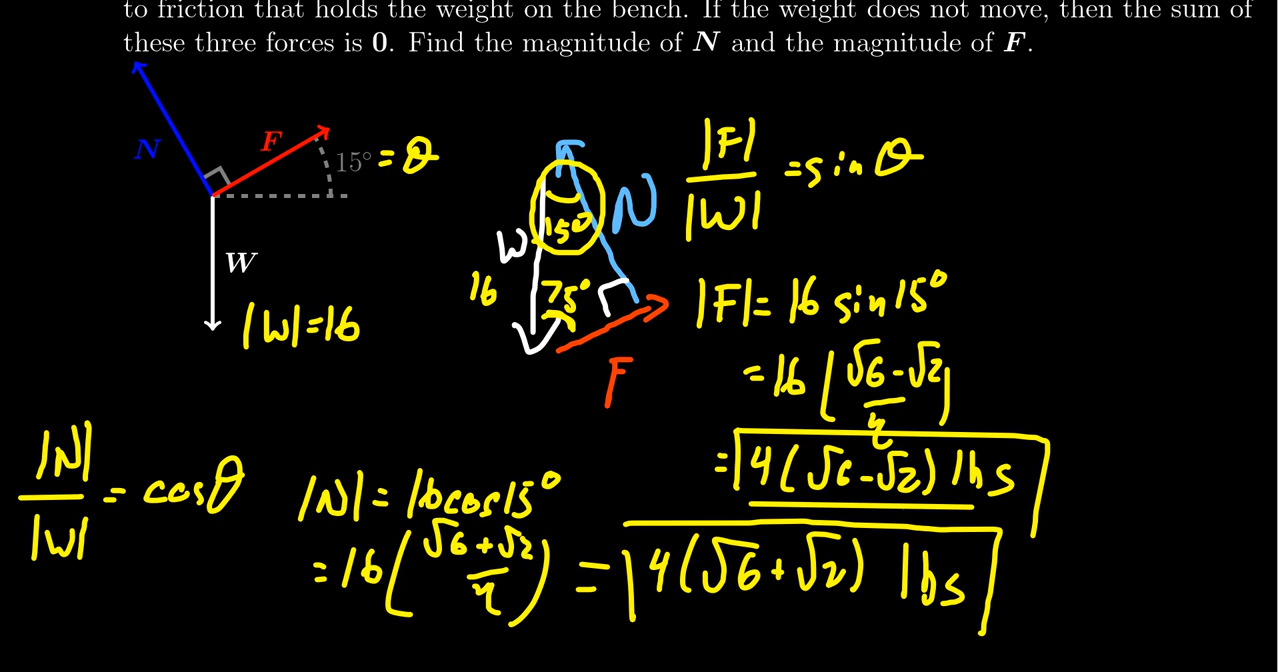 to friction that holds the weight on the bench. If the weight does not move, then the sum of
these three forces is 0. Find the magnitude of N and the magnitude of F.
N
F
15° = θ
W
|W|=16
W
16
15°
75°
N
F
|F|/|W| = sin θ
|F| = 16 sin 15°
= 16 (√6-√2/4)
= 4(√6-√2) lbs
|N|/|W| = cos θ
|N| = 16 cos 15°
= 16 (√6+√2/4) = 4(√6+√2) lbs